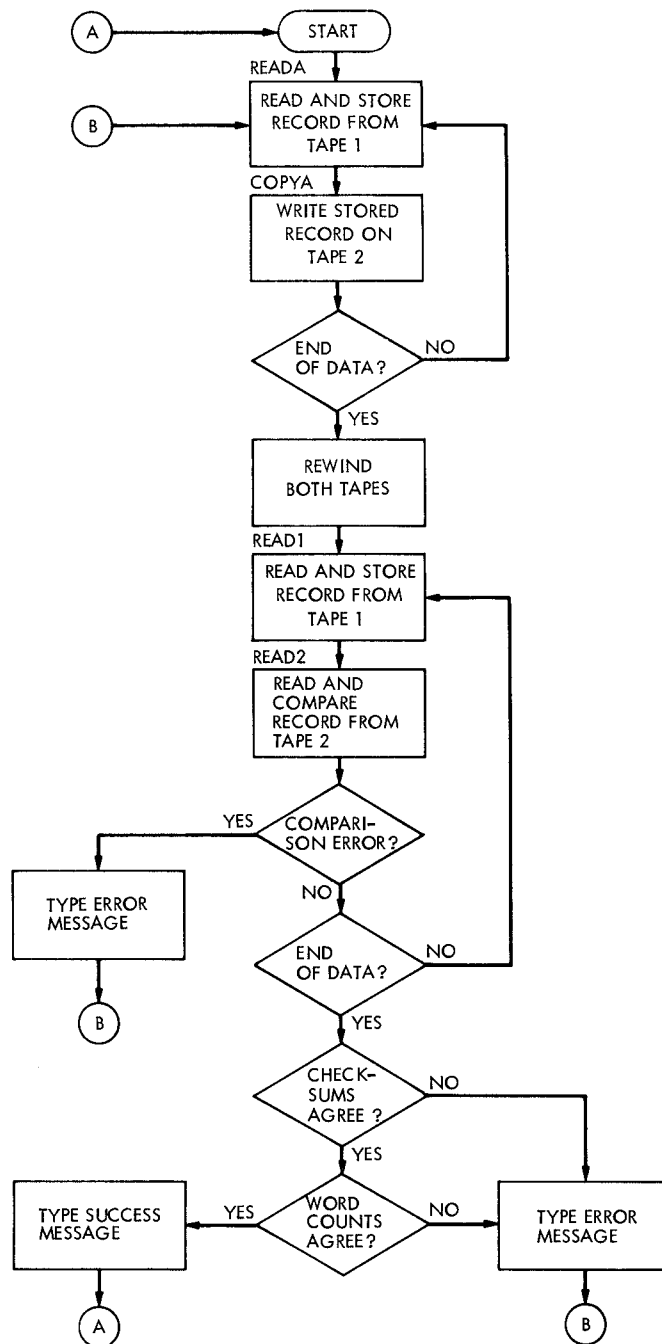 A
START
READA
B
READ AND STORE
RECORD FROM
TAPE 1
COPYA
WRITE STORED
RECORD ON
TAPE 2
END
OF DATA?
NO
YES
REWIND
BOTH TAPES
READ1
READ AND STORE
RECORD FROM
TAPE 1
READ2
READ AND
COMPARE
RECORD FROM
TAPE 2
YES
COMPARI-
SON ERROR?
NO
TYPE ERROR
MESSAGE
B
END
OF DATA?
NO
YES
CHECK-
SUMS
AGREE ?
NO
YES
TYPE SUCCESS
MESSAGE
YES
WORD
COUNTS
AGREE?
NO
TYPE ERROR
MESSAGE
A
B